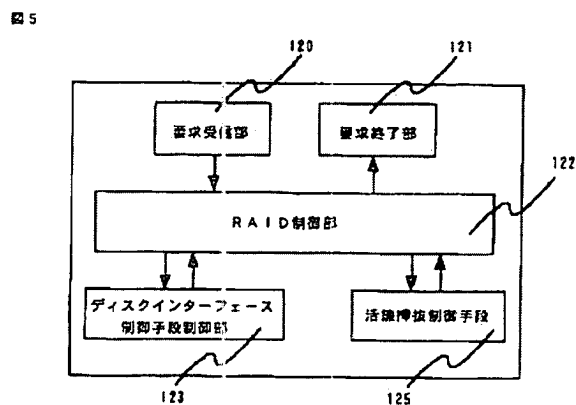 図5
120
121
要求受信部
要求終了部
122
RAID制御部
ディスクインターフェース
制御手段制御部
活線挿抜制御手段
123
125